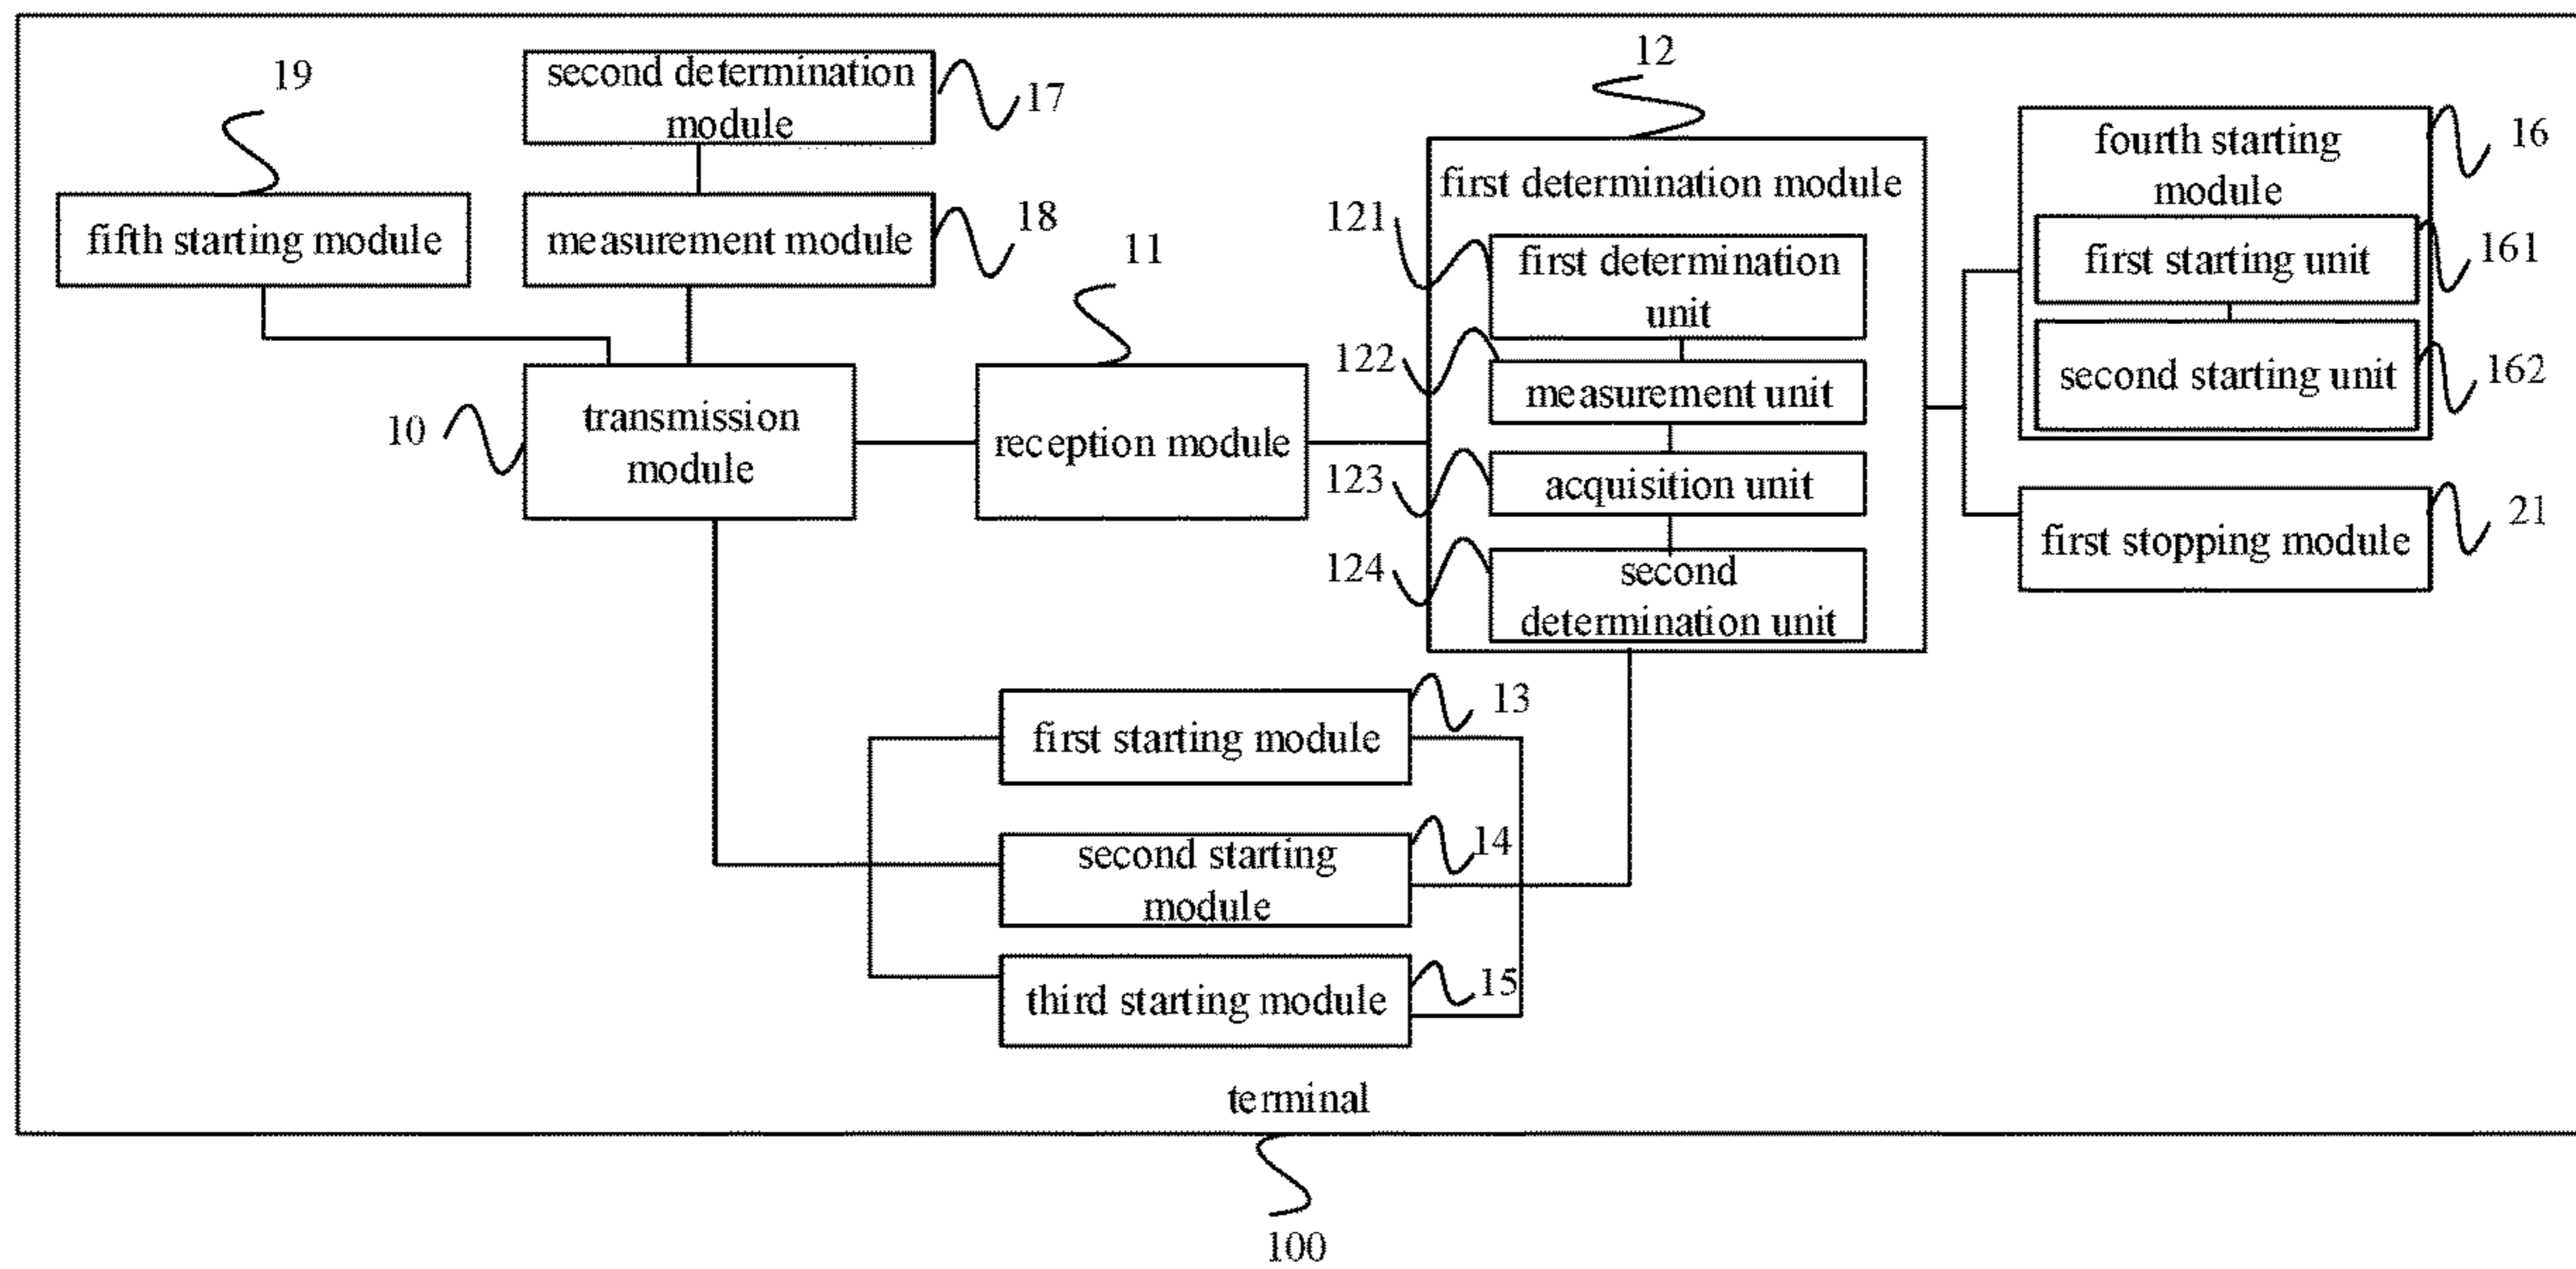 19
second determination
module
17
12
fourth starting
module
16
fifth starting module
measurement module
18
11
first determination module
121
first determination
unit
first starting unit
161
122
measurement unit
second starting unit
162
10
transmission
module
reception module
123
acquisition unit
first stopping module
21
124
second
determination unit
first starting module
13
second starting
module
14
third starting module
15
terminal
100